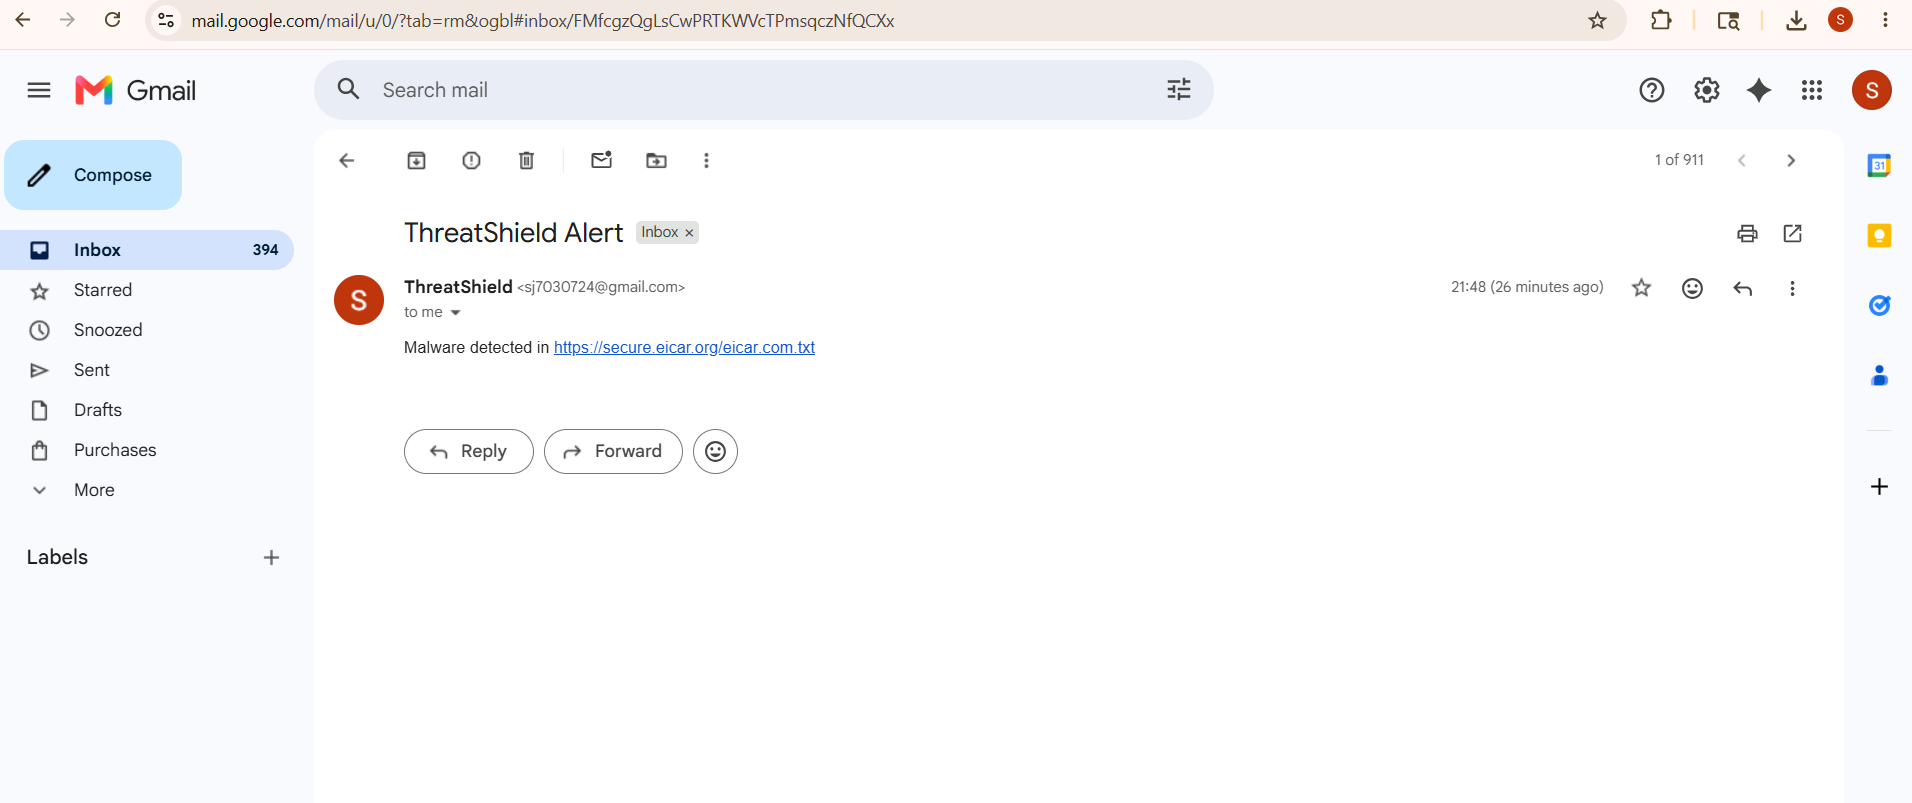 mail.google.com/mail/u/0/?tab=rm&ogbl#inbox/FMfcgzQgLsCwPRTKWVcTPmsqczNfQCXx
S
Gmail
Search mail
S
Compose
1 of 911
31
ThreatShield Alert Inbox ×
Inbox 394
Starred
S
ThreatShield <sj7030724@gmail.com> 21:48 (26 minutes ago)
to me
Snoozed
Malware detected in https://secure.eicar.org/eicar.com.txt
Sent
Drafts
Purchases
Reply Forward
More
Labels